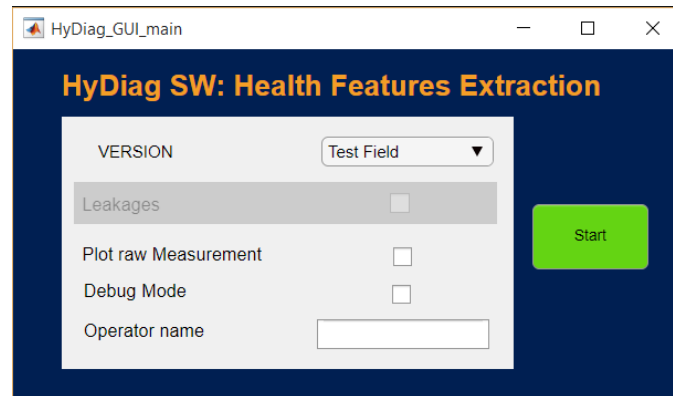 HyDiag_GUI_main
HyDiag SW: Health Features Extraction
VERSION
Test Field
Leakages
Start
Plot raw Measurement
Debug Mode
Operator name